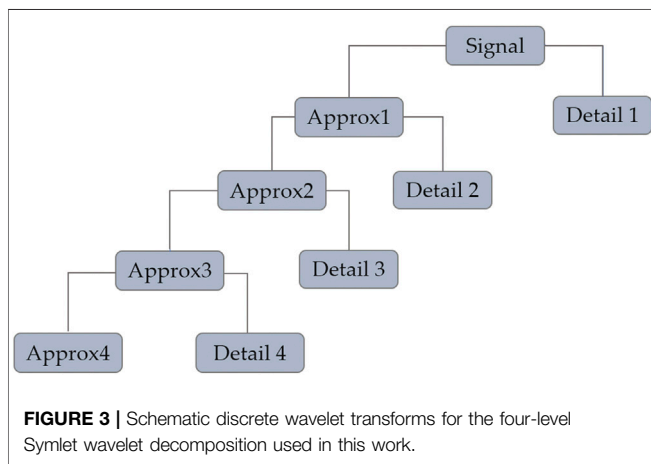 Signal
Approx1
Detail 1
Approx2
Detail 2
Approx3
Detail 3
Approx4
Detail 4
FIGURE 3 | Schematic discrete wavelet transforms for the four-level
Symlet wavelet decomposition used in this work.